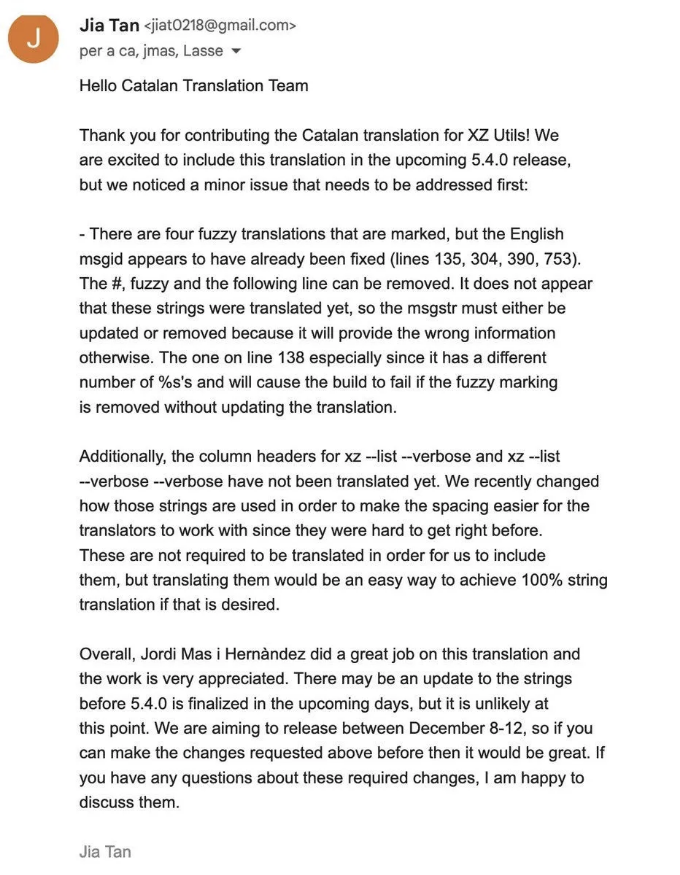 J
Jia Tan <jiat0218@gmail.com>
per a ca, jmas, Lasse
Hello Catalan Translation Team
Thank you for contributing the Catalan translation for XZ Utils! We
are excited to include this translation in the upcoming 5.4.0 release,
but we noticed a minor issue that needs to be addressed first:
- There are four fuzzy translations that are marked, but the English
msgid appears to have already been fixed (lines 135, 304, 390, 753).
The #, fuzzy and the following line can be removed. It does not appear
that these strings were translated yet, so the msgstr must either be
updated or removed because it will provide the wrong information
otherwise. The one on line 138 especially since it has a different
number of %s's and will cause the build to fail if the fuzzy marking
is removed without updating the translation.
Additionally, the column headers for xz --list --verbose and xz --list
--verbose --verbose have not been translated yet. We recently changed
how those strings are used in order to make the spacing easier for the
translators to work with since they were hard to get right before.
These are not required to be translated in order for us to include
them, but translating them would be an easy way to achieve 100% string
translation if that is desired.
Overall, Jordi Mas i Hernàndez did a great job on this translation and
the work is very appreciated. There may be an update to the strings
before 5.4.0 is finalized in the upcoming days, but it is unlikely at
this point. We are aiming to release between December 8-12, so if you
can make the changes requested above before then it would be great. If
you have any questions about these required changes, I am happy to
discuss them.
Jia Tan